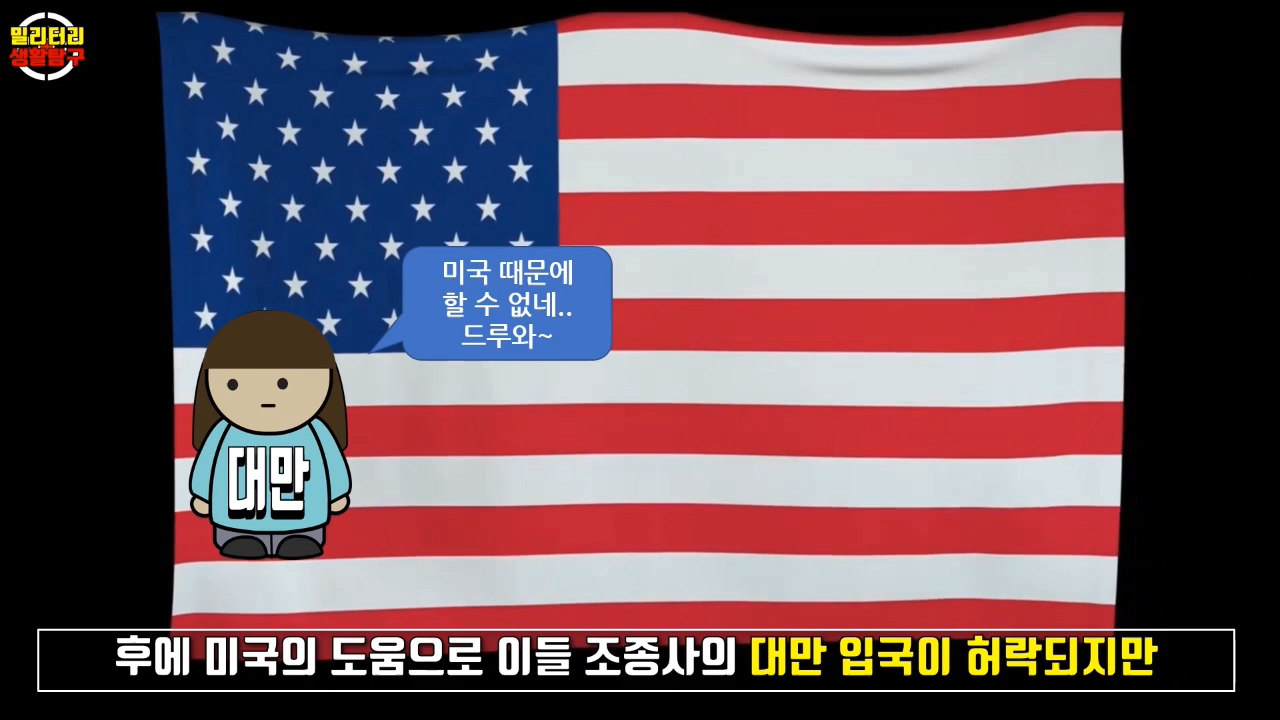 밀리터리
생활탐구
미국 때문에
할 수 없네..
드루와~
대만
후에 미국의 도움으로 이들 조종사의 대만 입국이 허락되지만